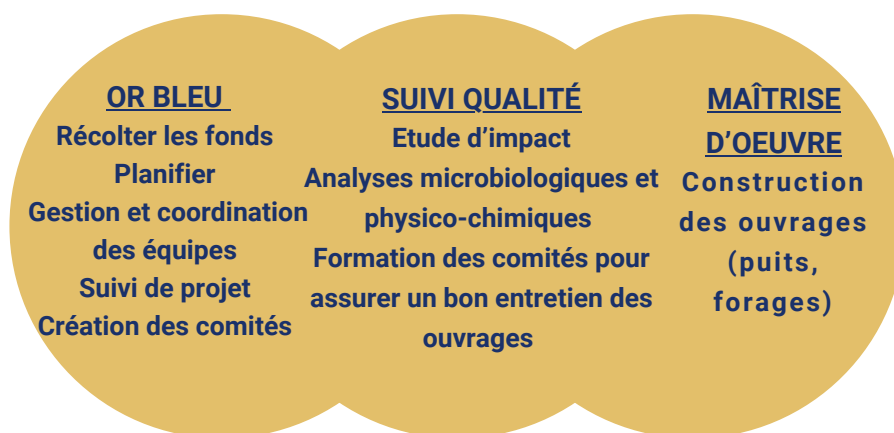 OR BLEU
Récolter les fonds
Planifier
Gestion et coordination
des équipes
Suivi de projet
Création des comités
SUIVI QUALITÉ
Etude d'impact
Analyses microbiologiques et
physico-chimiques
Formation des comités pour
assurer un bon entretien des
ouvrages
MAÎTRISE
D'OEUVRE
Construction
des ouvrages
(puits,
forages)